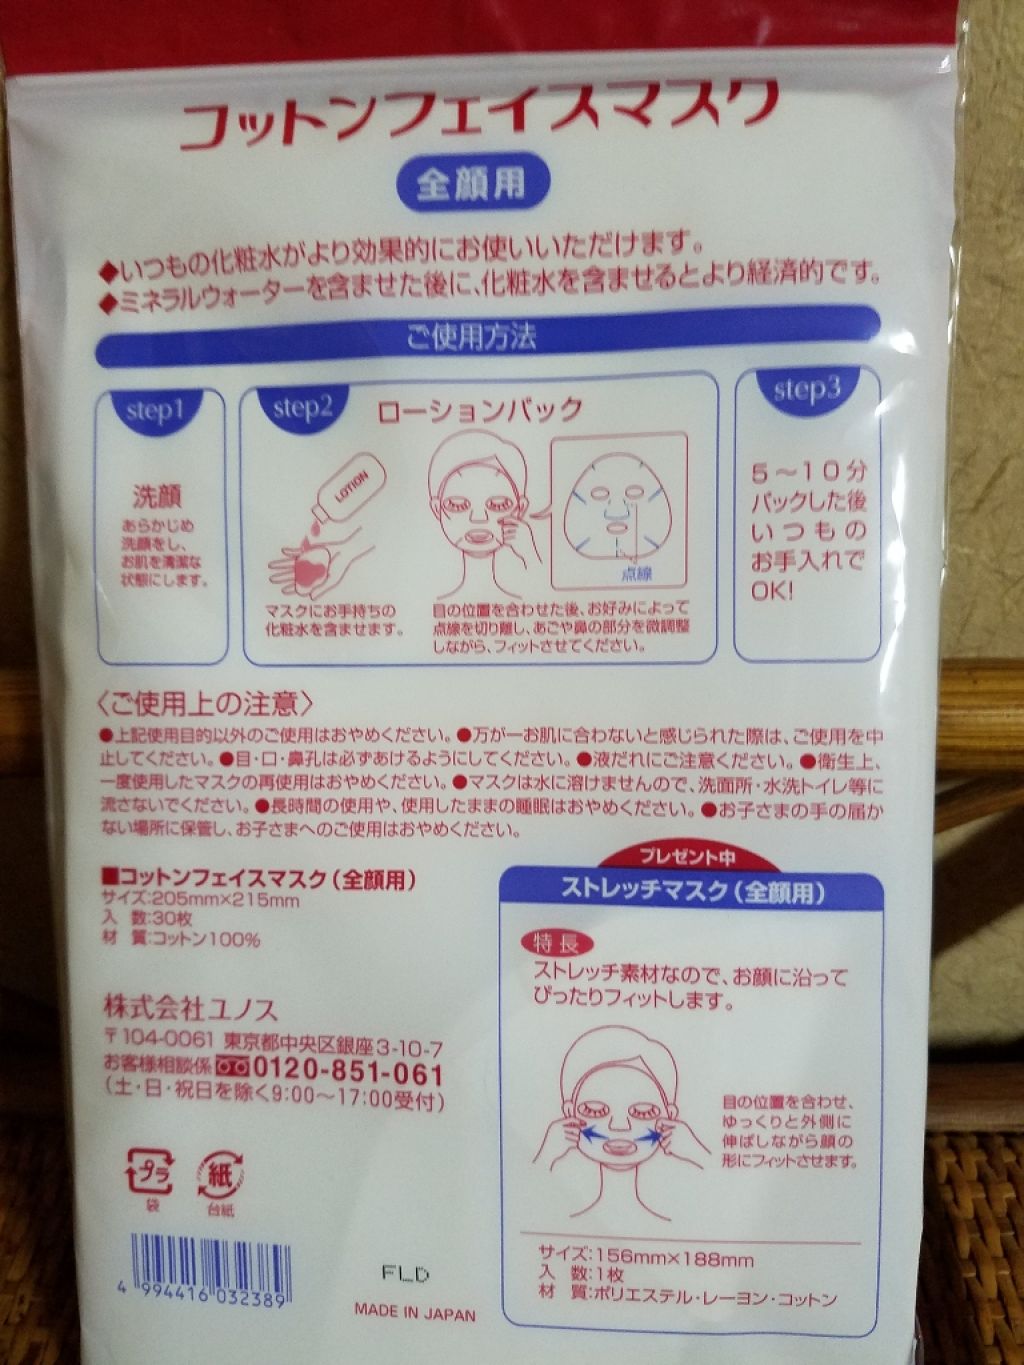 コットンフェイスマスク
全顔用
◆いつもの化粧水がより効果的にお使いいただけます。
◆ミネラルウォーターを含ませた後に、化粧水を含ませるとより経済的です。
ご使用方法
step1
洗顔
あらかじめ
洗顔をし、
お肌を清潔な
状態にします。
step2
ローションパック
LOTION
マスクにお手持ちの
化粧水を含ませます。
点線
目の位置を合わせた後、お好みによって
点線を切り離し、あごや鼻の部分を微調整
しながら、フィットさせてください。
step3
5～10分
パックした後
いつもの
お手入れで
OK!
〈ご使用上の注意〉
●上記使用目的以外のご使用はおやめください。●万が一お肌に合わないと感じられた際は、ご使用を中
止してください。●目・口・鼻孔は必ずあけるようにしてください。●液だれにご注意ください。●衛生上、
一度使用したマスクの再使用はおやめください。●マスクは水に溶けませんので、洗面所・水洗トイレ等に
流さないでください。●長時間の使用や、使用したままの睡眠はおやめください。●お子さまの手の届か
ない場所に保管し、お子さまへのご使用はおやめください。
■コットンフェイスマスク(全顔用)
サイズ:205mm×215mm
入 数:30枚
材 質:コットン100%
株式会社ユノス
〒104-0061 東京都中央区銀座3-10-7
お客様相談係 0120-851-061
(土・日・祝日を除く9:00～17:00受付)
プラ
袋
紙
台紙
4 994416 032389
FLD
MADE IN JAPAN
プレゼント中
ストレッチマスク(全顔用)
特長
ストレッチ素材なので、お顔に沿って
ぴったりフィットします。
目の位置を合わせ、
ゆっくりと外側に
伸ばしながら顔の
形にフィットさせます。
サイズ:156mm×188mm
入 数:1枚
材 質:ポリエステル・レーヨン・コットン